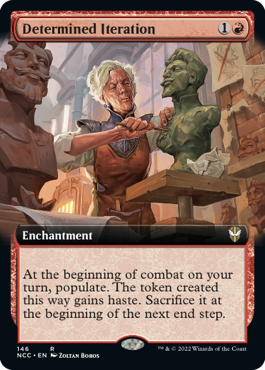 Determined Iteration 1
Enchantment
At the beginning of combat on your
turn, populate. The token created
this way gains haste. Sacrifice it at
the beginning of the next end step.
146 R
NCC • EN Zoltan Boros
™ & © 2022 Wizards of the Coast